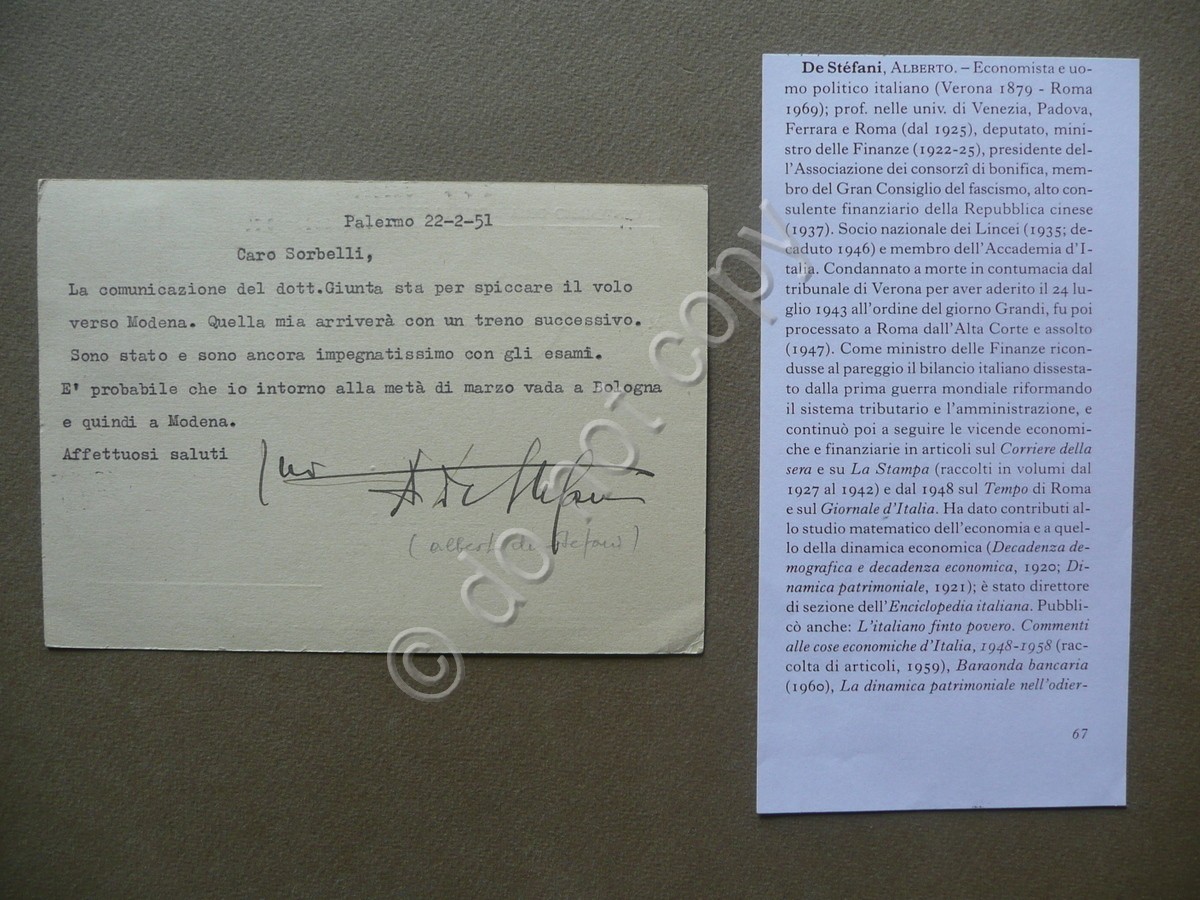 Palermo 22-2-51
Caro Sorbelli,
La comunicazione del dott.Giunta sta per spiccare il volo
verso Modena. Quella mia arriverà con un treno successivo.
Sono stato e sono ancora impegnatissimo con gli esami.
E' probabile che io intorno alla metà di marzo vada a Bologna
e quindi a Modena.
Affettuosi saluti
A De Stefani
(alberto de stefani)
De Stéfani, ALBERTO. – Economista e uo-
mo politico italiano (Verona 1879 - Roma
1969); prof. nelle univ. di Venezia, Padova,
Ferrara e Roma (dal 1925), deputato, mini-
stro delle Finanze (1922-25), presidente del-
l'Associazione dei consorzî di bonifica, mem-
bro del Gran Consiglio del fascismo, alto con-
sulente finanziario della Repubblica cinese
(1937). Socio nazionale dei Lincei (1935; de-
caduto 1946) e membro dell'Accademia d'I-
talia. Condannato a morte in contumacia dal
tribunale di Verona per aver aderito il 24 lu-
glio 1943 all'ordine del giorno Grandi, fu poi
processato a Roma dall'Alta Corte e assolto
(1947). Come ministro delle Finanze ricon-
dusse al pareggio il bilancio italiano dissesta-
to dalla prima guerra mondiale riformando
il sistema tributario e l'amministrazione, e
continuò poi a seguire le vicende economi-
che e finanziarie in articoli sul Corriere della
sera e su La Stampa (raccolti in volumi dal
1927 al 1942) e dal 1948 sul Tempo di Roma
e sul Giornale d'Italia. Ha dato contributi al-
lo studio matematico dell'economia e a quel-
lo della dinamica economica (Decadenza de-
mografica e decadenza economica, 1920; Di-
namica patrimoniale, 1921); è stato direttore
di sezione dell'Enciclopedia italiana. Pubbli-
cò anche: L'italiano finto povero. Commenti
alle cose economiche d'Italia, 1948-1958 (rac-
colta di articoli, 1959), Baraonda bancaria
(1960), La dinamica patrimoniale nell'odier-
67
© do not copy